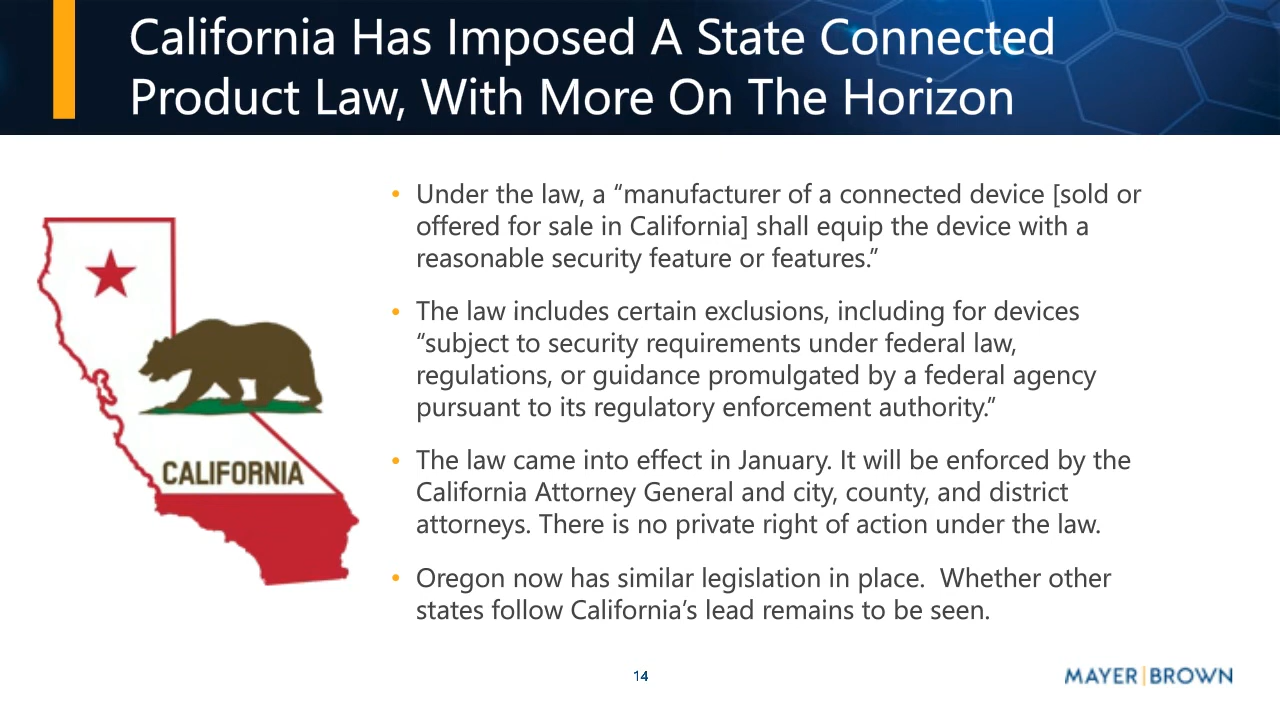 California Has Imposed A State Connected
Product Law, With More On The Horizon
• Under the law, a “manufacturer of a connected device [sold or
offered for sale in California] shall equip the device with a
reasonable security feature or features.”
• The law includes certain exclusions, including for devices
“subject to security requirements under federal law,
regulations, or guidance promulgated by a federal agency
pursuant to its regulatory enforcement authority.”
• The law came into effect in January. It will be enforced by the
California Attorney General and city, county, and district
attorneys. There is no private right of action under the law.
• Oregon now has similar legislation in place.  Whether other
states follow California’s lead remains to be seen.
CALIFORNIA
14
MAYER|BROWN